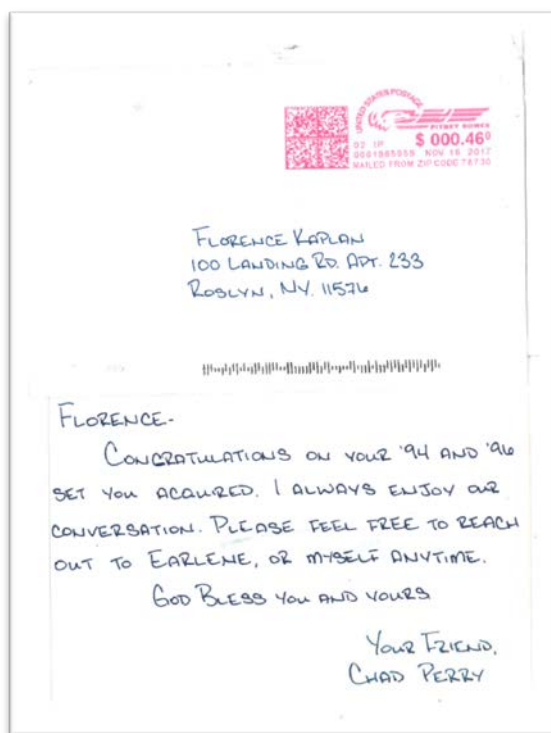 UNITED STATES POSTAGE
PITNEY BOWES
02 1P $ 000.46⁰
NOV 16 2017
MAILED FROM ZIP CODE 78730
FLORENCE KAPLAN
100 LANDING RD. APT. 233
ROSLYN, NY. 11576
FLORENCE-
CONGRATULATIONS ON YOUR '94 AND '96
SET YOU ACQUIRED. I ALWAYS ENJOY OUR
CONVERSATION. PLEASE FEEL FREE TO REACH
OUT TO EARLENE, OR MYSELF ANYTIME.
GOD BLESS YOU AND YOURS
YOUR FRIEND,
CHAD PERRY